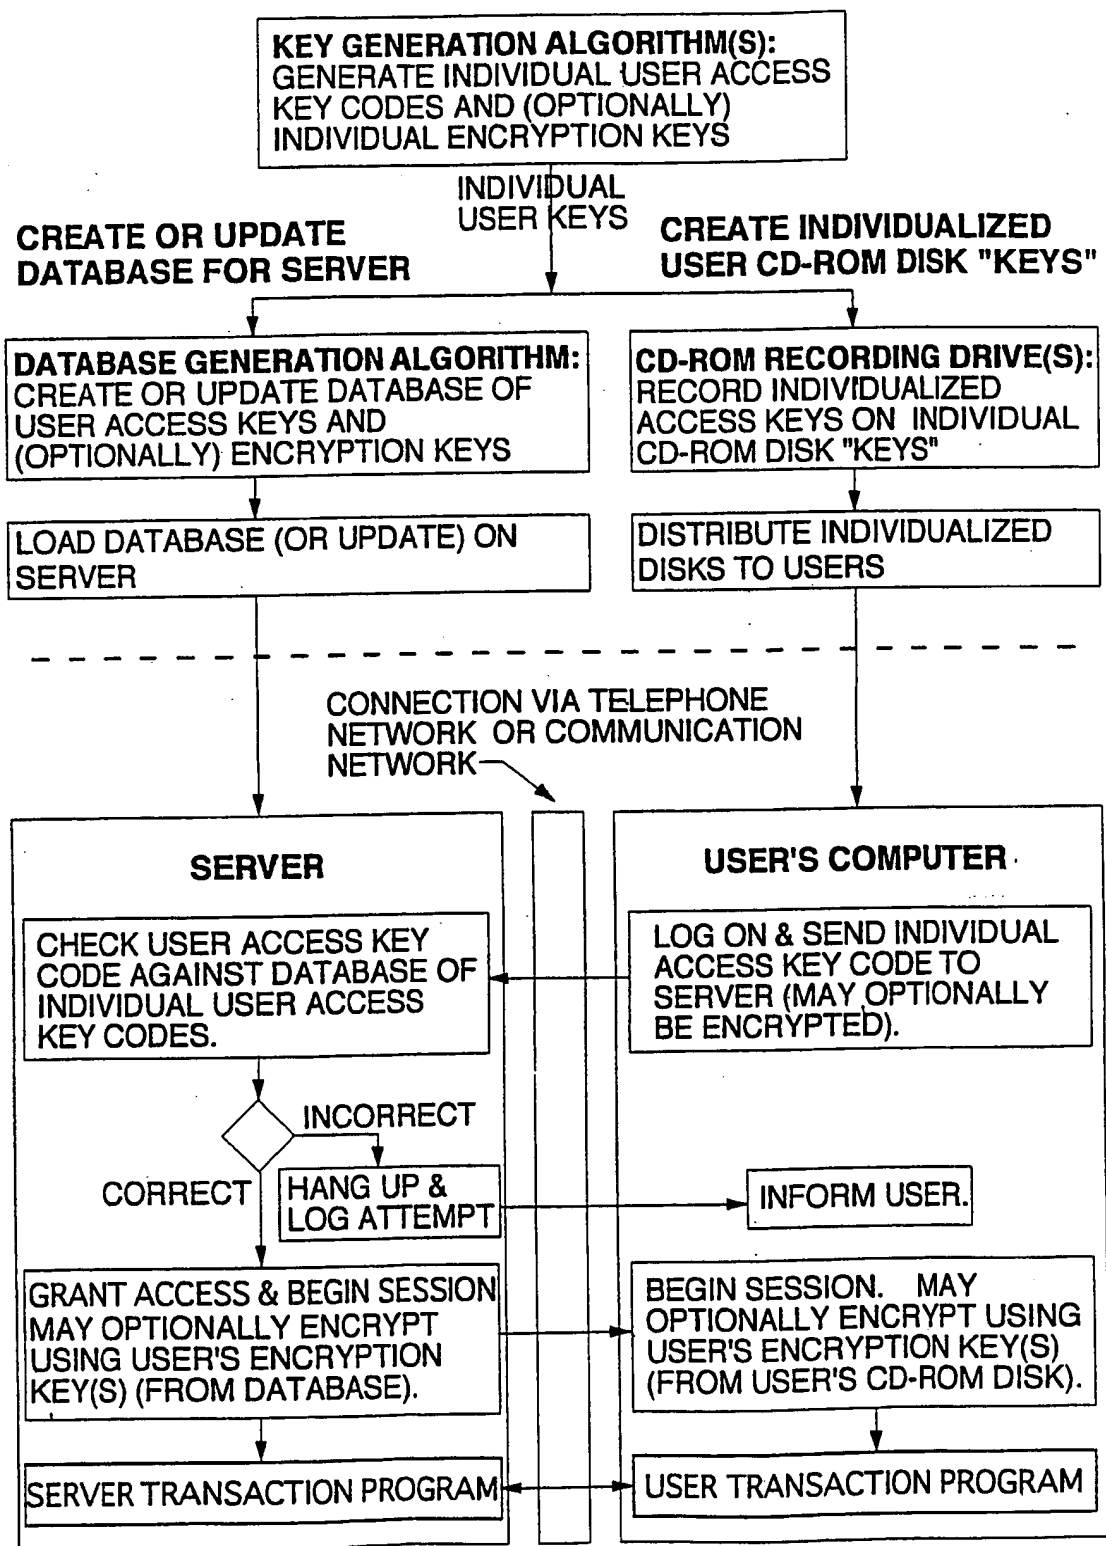 KEY GENERATION ALGORITHM(S):
GENERATE INDIVIDUAL USER ACCESS
KEY CODES AND (OPTIONALLY)
INDIVIDUAL ENCRYPTION KEYS
INDIVIDUAL
USER KEYS
CREATE OR UPDATE
DATABASE FOR SERVER
CREATE INDIVIDUALIZED
USER CD-ROM DISK "KEYS"
DATABASE GENERATION ALGORITHM:
CREATE OR UPDATE DATABASE OF
USER ACCESS KEYS AND
(OPTIONALLY) ENCRYPTION KEYS
CD-ROM RECORDING DRIVE(S):
RECORD INDIVIDUALIZED
ACCESS KEYS ON INDIVIDUAL
CD-ROM DISK "KEYS"
LOAD DATABASE (OR UPDATE) ON
SERVER
DISTRIBUTE INDIVIDUALIZED
DISKS TO USERS
CONNECTION VIA TELEPHONE
NETWORK OR COMMUNICATION
NETWORK
SERVER
USER'S COMPUTER
CHECK USER ACCESS KEY
CODE AGAINST DATABASE OF
INDIVIDUAL USER ACCESS
KEY CODES.
LOG ON & SEND INDIVIDUAL
ACCESS KEY CODE TO
SERVER (MAY OPTIONALLY
BE ENCRYPTED).
INCORRECT
CORRECT
HANG UP &
LOG ATTEMPT
INFORM USER.
GRANT ACCESS & BEGIN SESSION
MAY OPTIONALLY ENCRYPT
USING USER'S ENCRYPTION
KEY(S) (FROM DATABASE).
BEGIN SESSION. MAY
OPTIONALLY ENCRYPT USING
USER'S ENCRYPTION KEY(S)
(FROM USER'S CD-ROM DISK).
SERVER TRANSACTION PROGRAM
USER TRANSACTION PROGRAM